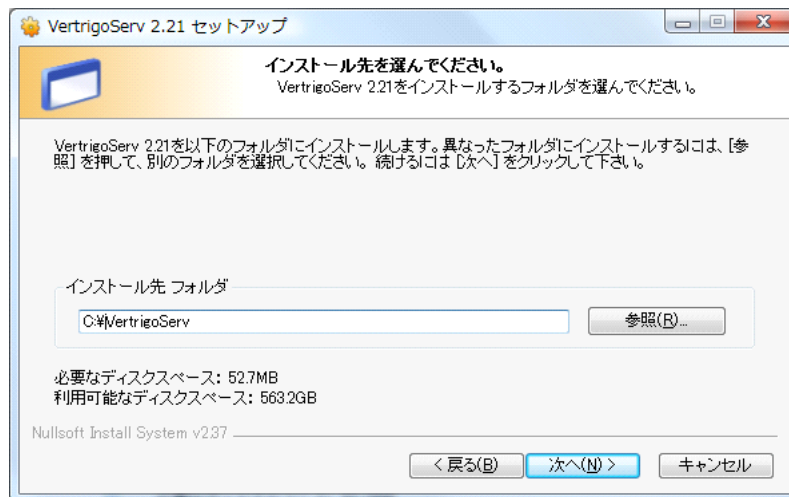 VertrigoServ 2.21 セットアップ
インストール先を選んでください。
VertrigoServ 2.21をインストールするフォルダを選んでください。
VertrigoServ 2.21を以下のフォルダにインストールします。異なったフォルダにインストールするには、[参
照] を押して、別のフォルダを選択してください。続けるには [次へ] をクリックして下さい。
インストール先 フォルダ
C:¥VertrigoServ
参照(R)...
必要なディスクスペース: 52.7MB
利用可能なディスクスペース: 563.2GB
Nullsoft Install System v2.37
< 戻る(B)
次へ(N) >
キャンセル